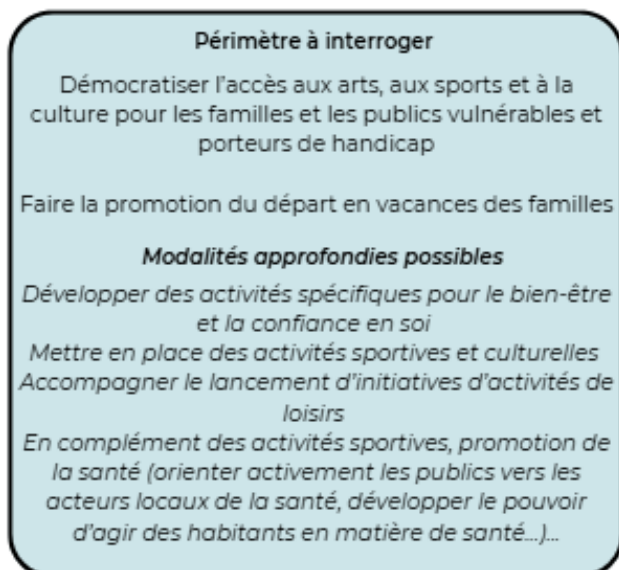 Périmètre à interroger
Démocratiser l'accès aux arts, aux sports et à la
culture pour les familles et les publics vulnérables et
porteurs de handicap
Faire la promotion du départ en vacances des familles
Modalités approfondies possibles
Développer des activités spécifiques pour le bien-être
et la confiance en soi
Mettre en place des activités sportives et culturelles
Accompagner le lancement d'initiatives d'activités de
loisirs
En complément des activités sportives, promotion de
la santé (orienter activement les publics vers les
acteurs locaux de la santé, développer le pouvoir
d'agir des habitants en matière de santé...)...